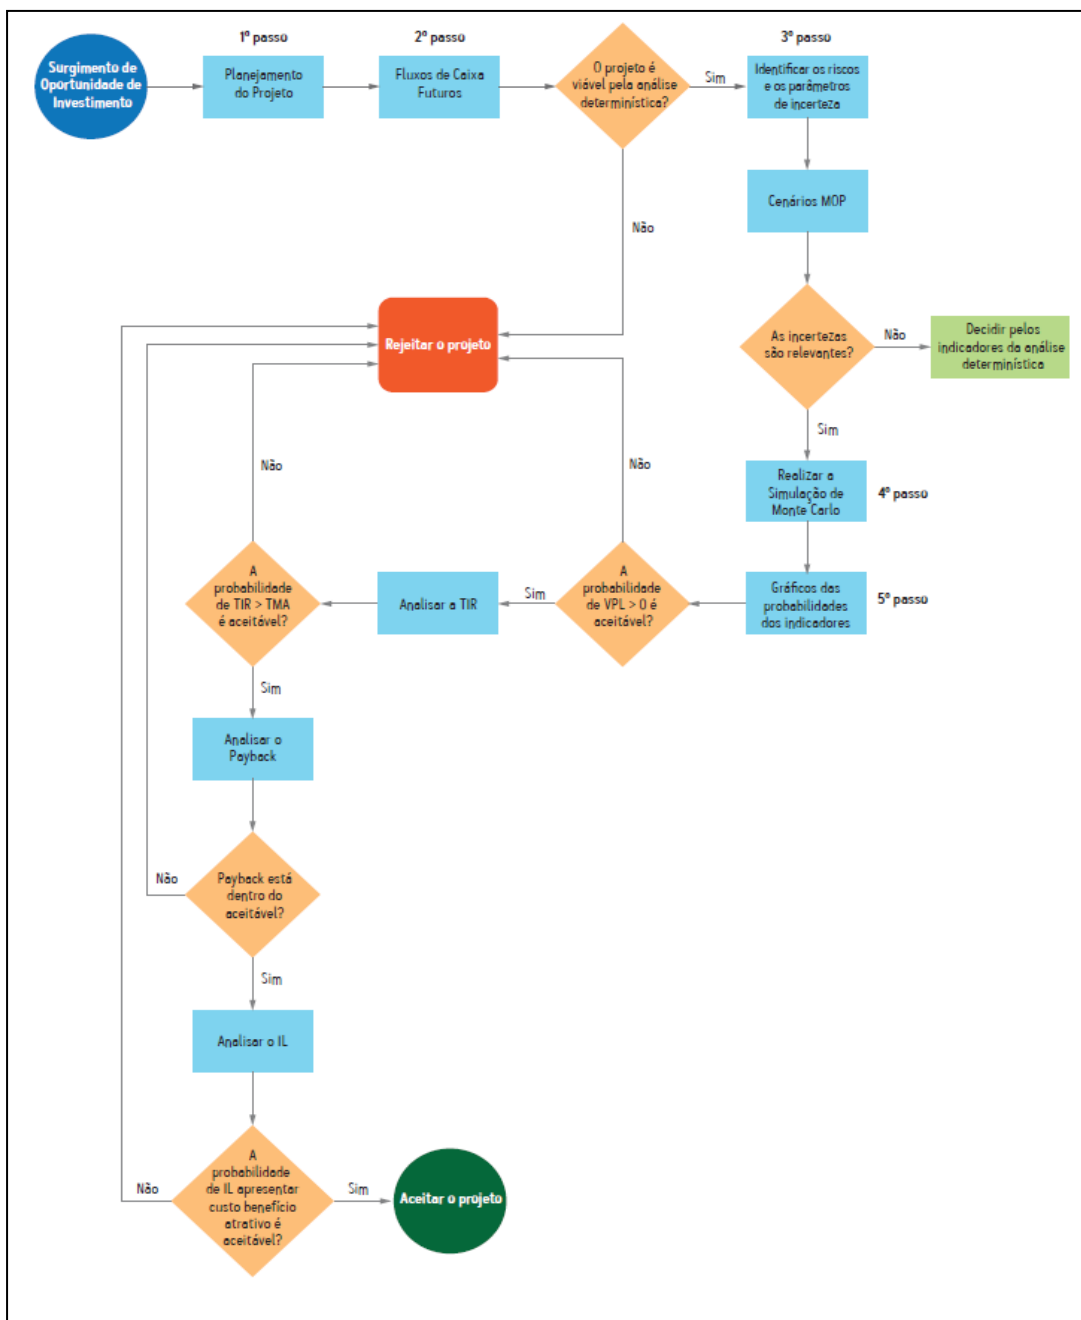 1º passo
2º passo
3º passo
Surgimento de
Oportunidade de
Investimento
Planejamento
do Projeto
Fluxos de Caixa
Futuros
O projeto é
viável pela análise
determinística?
Sim
Identificar os riscos
e os parâmetros
de incerteza
Não
Cenários MOP
Rejeitar o projeto
As incertezas
são relevantes?
Não
Decidir pelos
indicadores da análise
determinística
Sim
Não
Não
Realizar a
Simulação de
Monte Carlo
4º passo
A
probabilidade
de TIR > TMA
é aceitável?
Analisar a TIR
Sim
A
probabilidade
de VPL > 0 é
aceitável?
Gráficos das
probabilidades
dos indicadores
5º passo
Sim
Analisar o
Payback
Não
Payback está
dentro do
aceitável?
Sim
Analisar o IL
A
probabilidade
de IL apresentar
custo benefício
atrativo é
aceitável?
Não
Sim
Aceitar o projeto